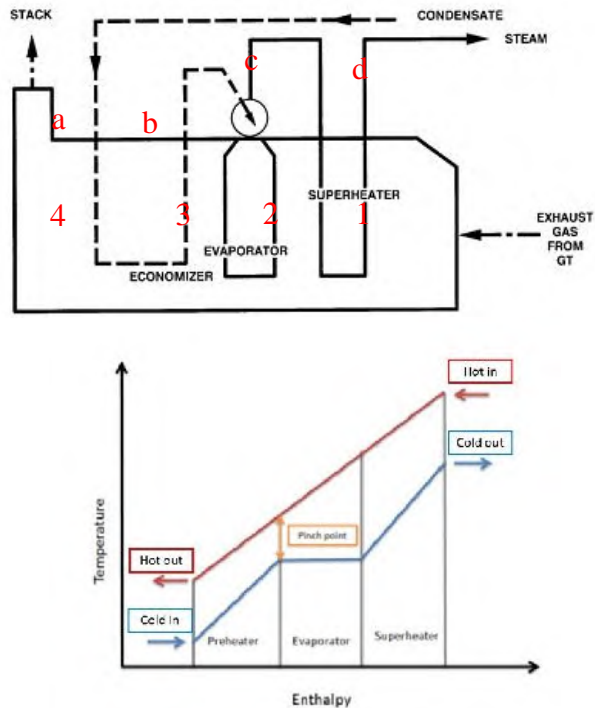 STACK
CONDENSATE
STEAM
c
d
a
b
SUPERHEATER
4
3
2
1
EVAPORATOR
ECONOMIZER
EXHAUST
GAS
FROM
GT
Hot in
Cold out
Pinch point
Hot out
Cold In
Preheater
Evaporator
Superheater
Temperature
Enthalpy